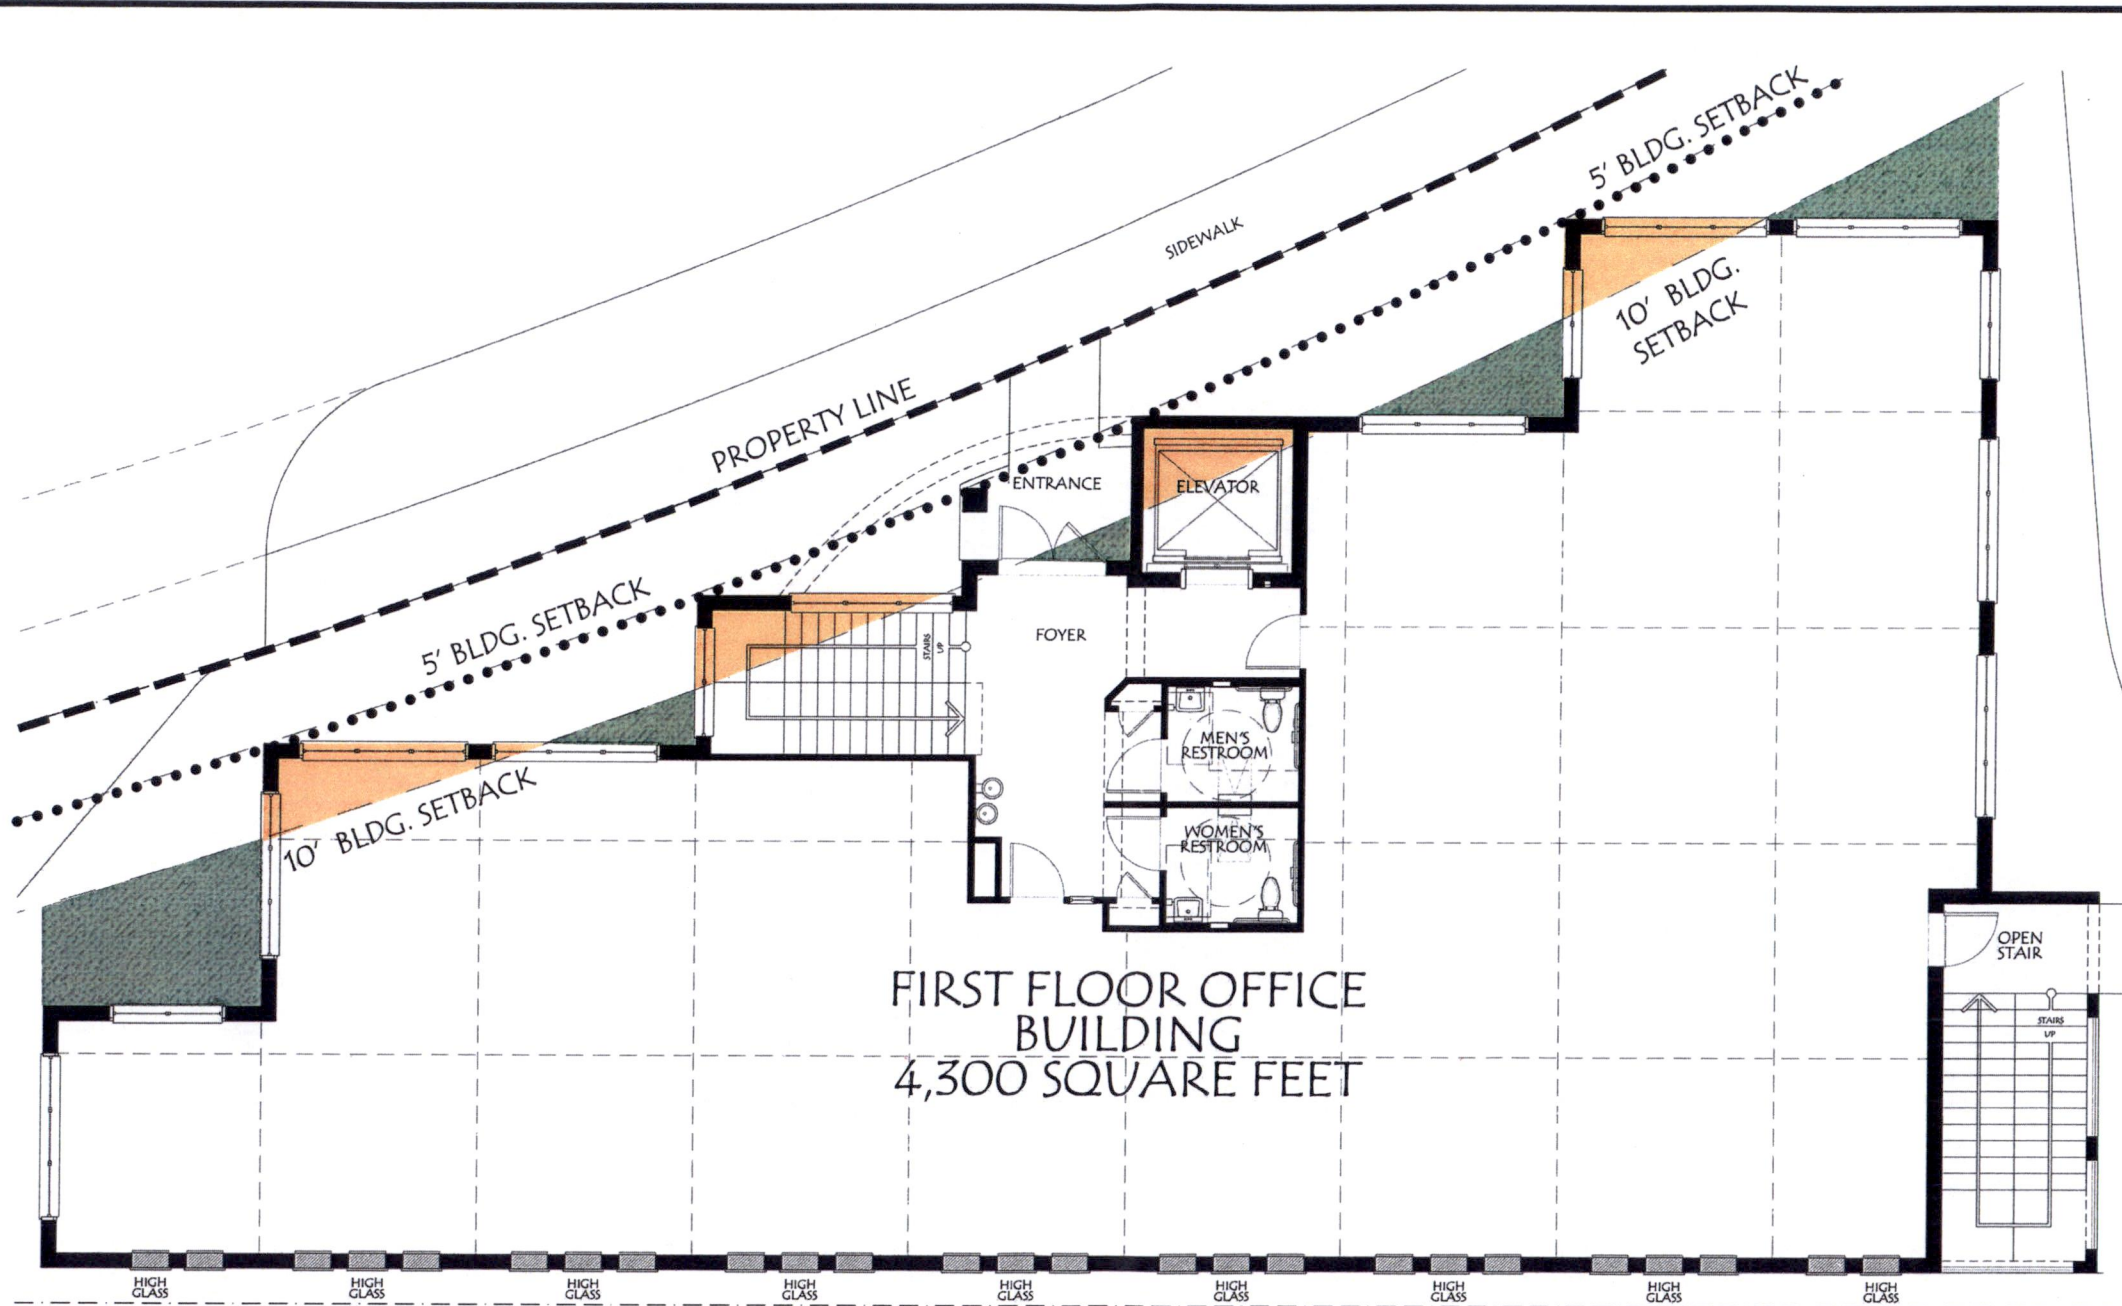 5' BLDG. SETBACK
SIDEWALK
10' BLDG.
SETBACK
PROPERTY LINE
ENTRANCE
ELEVATOR
5' BLDG. SETBACK
STAIRS
UP
FOYER
MEN'S
RESTROOM
10' BLDG. SETBACK
WOMEN'S
RESTROOM
OPEN
STAIR
FIRST FLOOR OFFICE
BUILDING
4,300 SQUARE FEET
STAIRS
UP
HIGH
GLASS
HIGH
GLASS
HIGH
GLASS
HIGH
GLASS
HIGH
GLASS
HIGH
GLASS
HIGH
GLASS
HIGH
GLASS
HIGH
GLASS